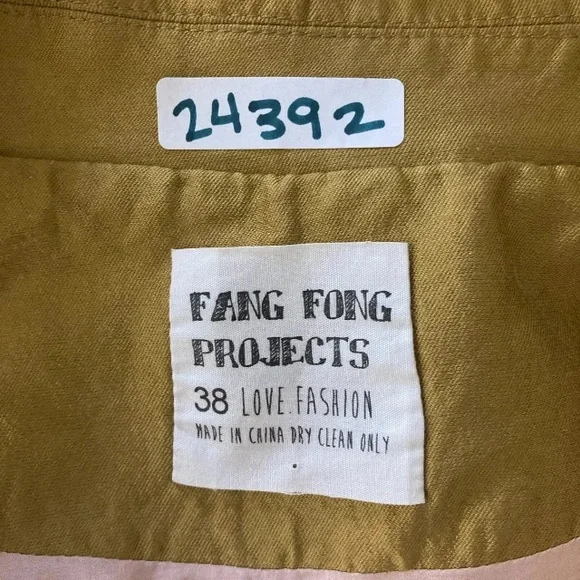 24392
FANG FONG
PROJECTS
38 LOVE.FASHION
MADE IN CHINA DRY CLEAN ONLY